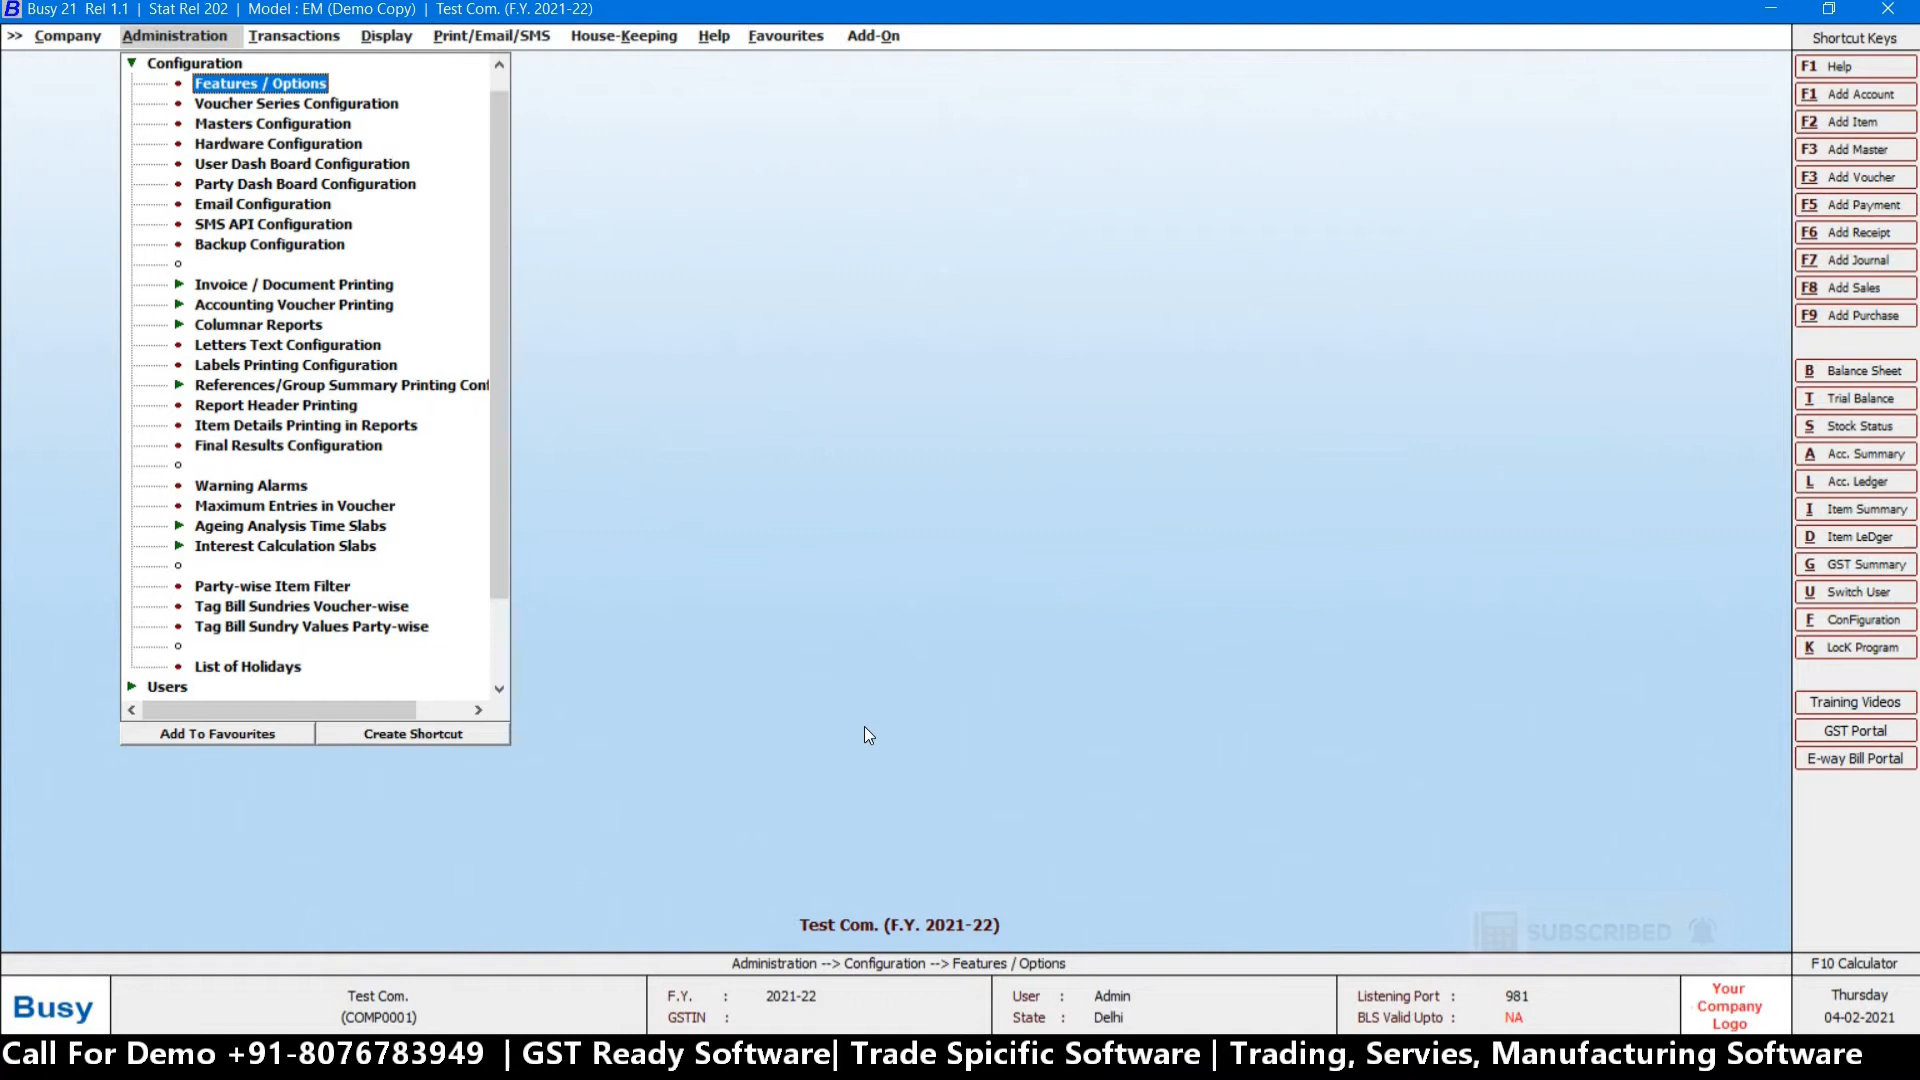 Busy 21 Rel 1.1 | Stat Rel 202 | Model : EM (Demo Copy) | Test Com. (F.Y. 2021-22)
>> Company Administration Transactions Display Print/Email/SMS House-Keeping Help Favourites Add-On
Configuration
Features / Options
Voucher Series Configuration
Masters Configuration
Hardware Configuration
User Dash Board Configuration
Party Dash Board Configuration
Email Configuration
SMS API Configuration
Backup Configuration
Invoice / Document Printing
Accounting Voucher Printing
Columnar Reports
Letters Text Configuration
Labels Printing Configuration
References/Group Summary Printing Conf
Report Header Printing
Item Details Printing in Reports
Final Results Configuration
Warning Alarms
Maximum Entries in Voucher
Ageing Analysis Time Slabs
Interest Calculation Slabs
Party-wise Item Filter
Tag Bill Sundries Voucher-wise
Tag Bill Sundry Values Party-wise
List of Holidays
Users
Add To Favourites Create Shortcut
Shortcut Keys
F1 Help
F1 Add Account
F2 Add Item
F3 Add Master
F3 Add Voucher
F5 Add Payment
F6 Add Receipt
F7 Add Journal
F8 Add Sales
F9 Add Purchase
B Balance Sheet
T Trial Balance
S Stock Status
A Acc. Summary
L Acc. Ledger
I Item Summary
D Item LeDger
G GST Summary
U Switch User
F ConFiguration
K LocK Program
Training Videos
GST Portal
E-way Bill Portal
Test Com. (F.Y. 2021-22)
SUBSCRIBED
Administration --> Configuration --> Features / Options
F10 Calculator
Busy
Test Com.
(COMP0001)
F.Y. : 2021-22
GSTIN :
User : Admin
State : Delhi
Listening Port : 981
BLS Valid Upto : NA
Your
Company
Logo
Thursday
04-02-2021
Call For Demo +91-8076783949 | GST Ready Software| Trade Spicific Software | Trading, Servies, Manufacturing Software